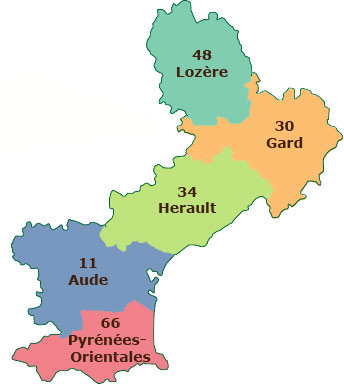 48
Lozère
30
Gard
34
Herault
11
Aude
66
Pyrénées-
Orientales